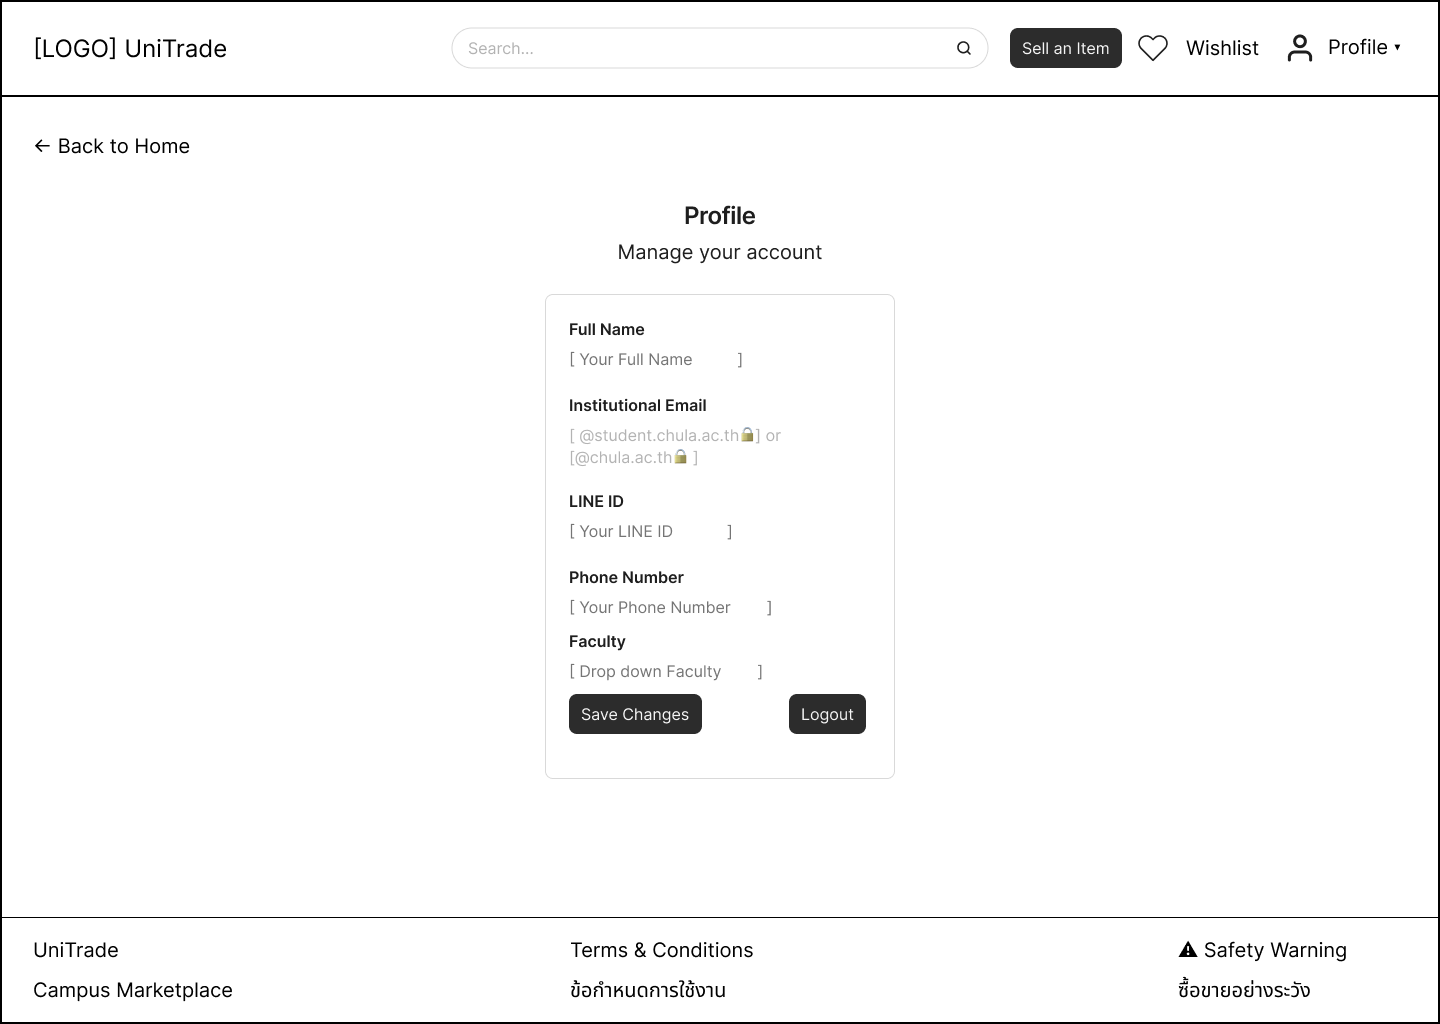 [LOGO] UniTrade
Search...
Sell an Item
Wishlist
Profile ▾
← Back to Home
Profile
Manage your account
Full Name
[ Your Full Name ]
Institutional Email
[ @student.chula.ac.th🔒] or
[@chula.ac.th🔒 ]
LINE ID
[ Your LINE ID ]
Phone Number
[ Your Phone Number ]
Faculty
[ Drop down Faculty ]
Save Changes
Logout
UniTrade
Campus Marketplace
Terms & Conditions
ข้อกำหนดการใช้งาน
⚠ Safety Warning
ซื้อขายอย่างระวัง